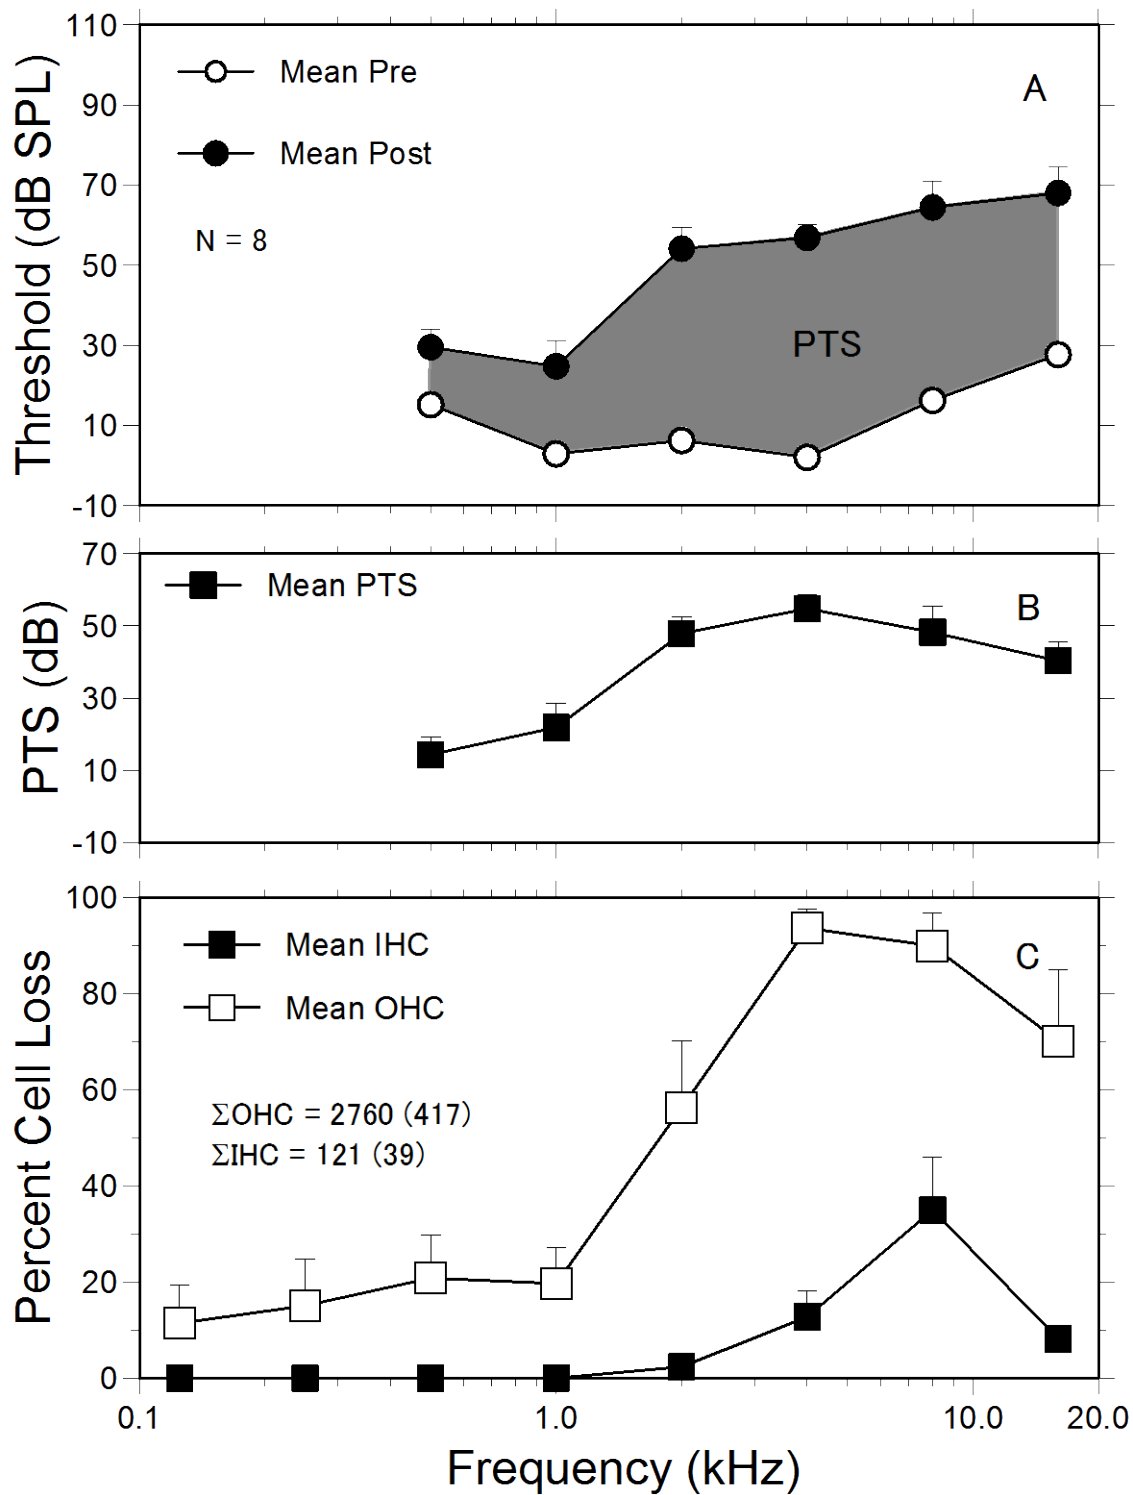 110
90
70
50
30
10
-10
Threshold (dB SPL)
Mean Pre
Mean Post
N = 8
A
PTS
70
50
30
10
-10
PTS (dB)
Mean PTS
B
100
80
60
40
20
0
Percent Cell Loss
Mean IHC
Mean OHC
C
ΣOHC = 2760 (417)
ΣIHC = 121 (39)
0.1 1.0 10.0 20.0
Frequency (kHz)